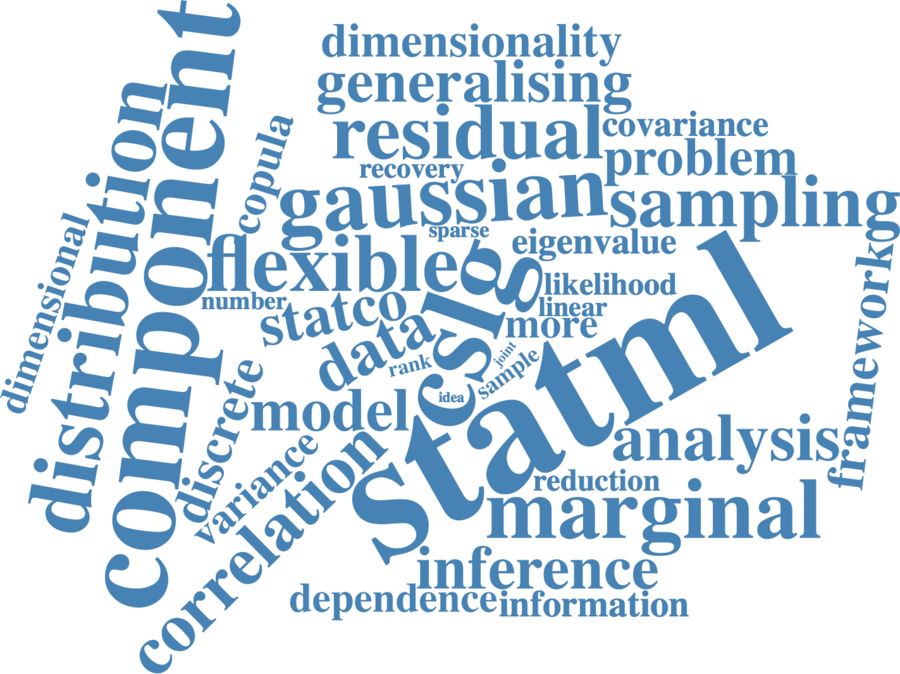 dimensionality
generalising
residual
covariance
recovery
problem
gaussian
sampling
sparse
eigenvalue
flexible
component
distribution
copula
dimensional
number
statco
data
cslg
likelihood
linear
more
joint
rank
sample
idea
statml
framework
discrete
model
variance
correlation
analysis
reduction
marginal
inference
dependence
information